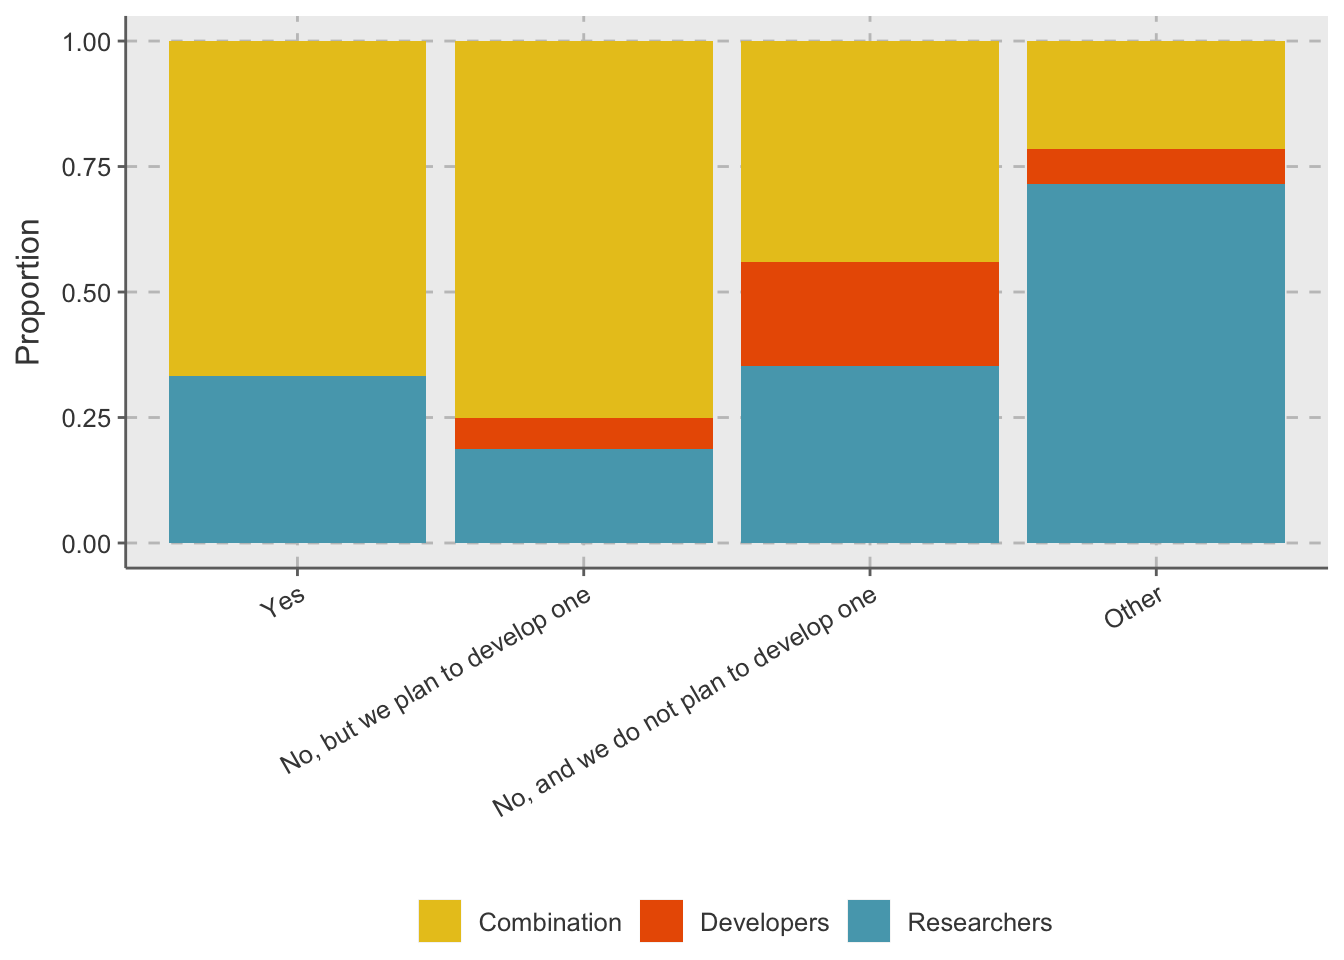 Proportion
1.00
0.75
0.50
0.25
0.00
Yes
No, but we plan to develop one
No, and we do not plan to develop one
Other
Combination
Developers
Researchers